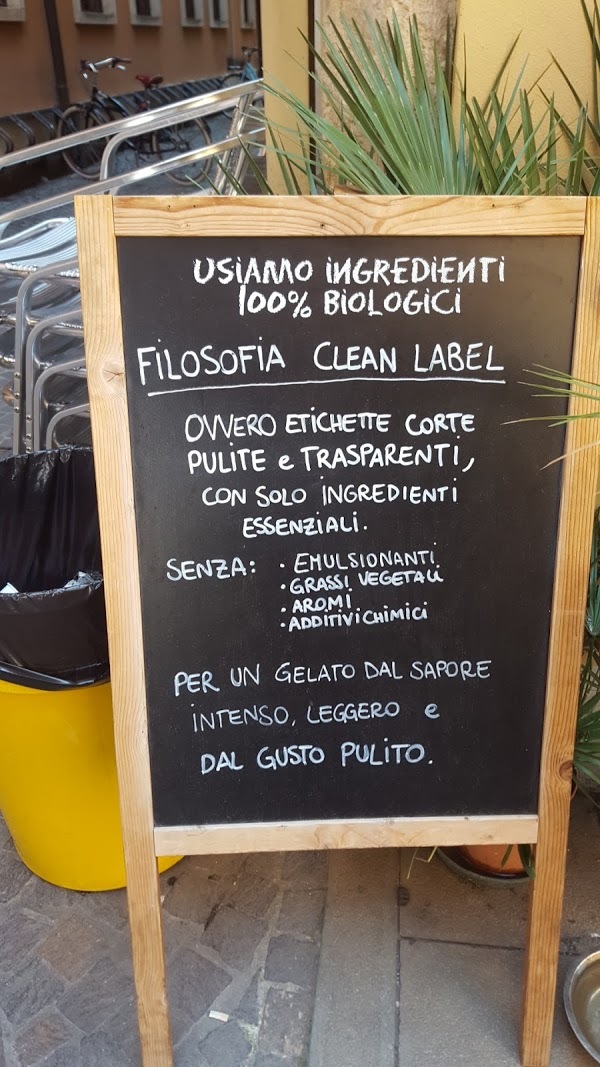 USIAMO INGREDIENTI
100% BIOLOGICI
FILOSOFIA CLEAN LABEL
OVVERO ETICHETTE CORTE
PULITE e TRASPARENTI,
CON SOLO INGREDIENTI
ESSENZIALI.
SENZA: • EMULSIONANTI
• GRASSI VEGETALI
• AROMI
• ADDITIVI CHIMICI
PER UN GELATO DAL SAPORE
INTENSO, LEGGERO e
DAL GUSTO PULITO.